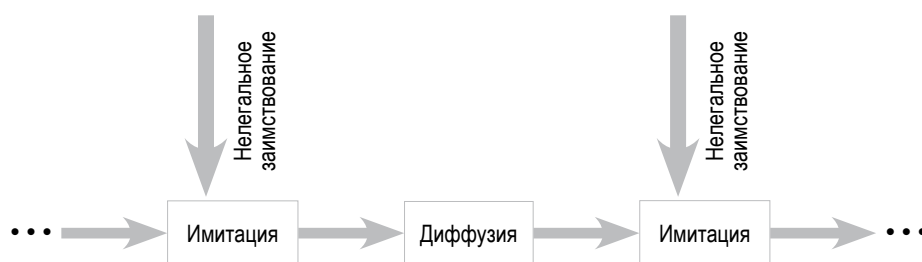 Нелегальное
заимствование
Нелегальное
заимствование
••• Имитация Диффузия Имитация •••